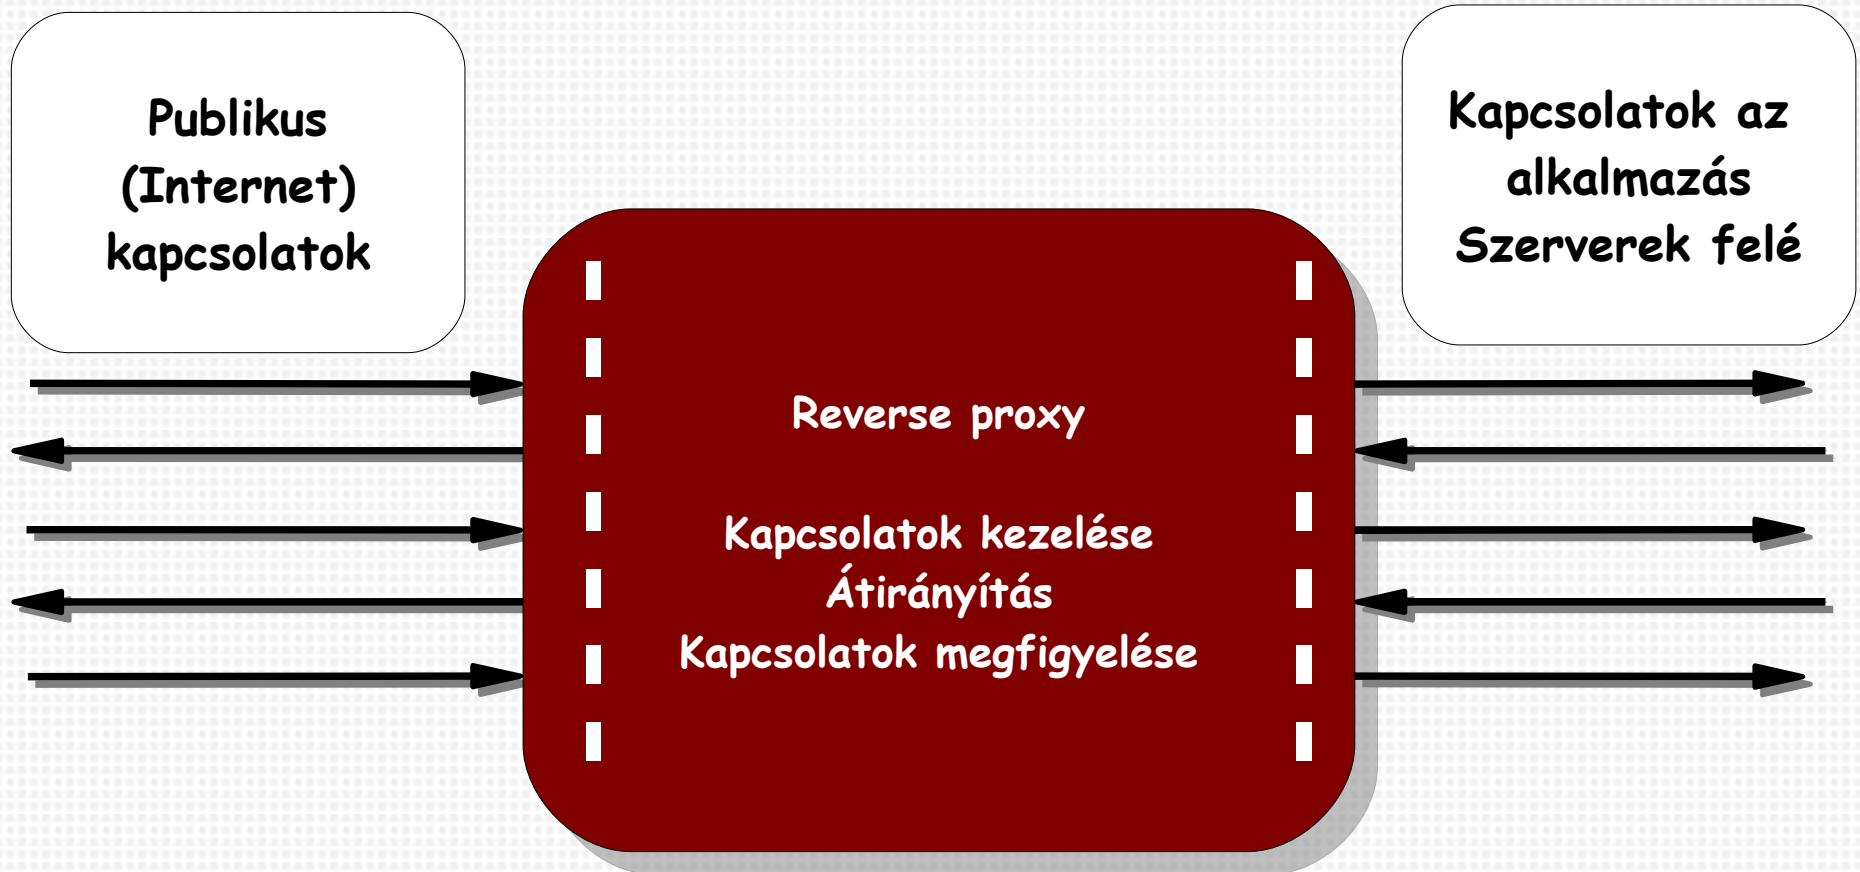 Publikus
(Internet)
kapcsolatok
Kapcsolatok az
alkalmazás
Szerverek felé
Reverse proxy
Kapcsolatok kezelése
Átirányítás
Kapcsolatok megfigyelése